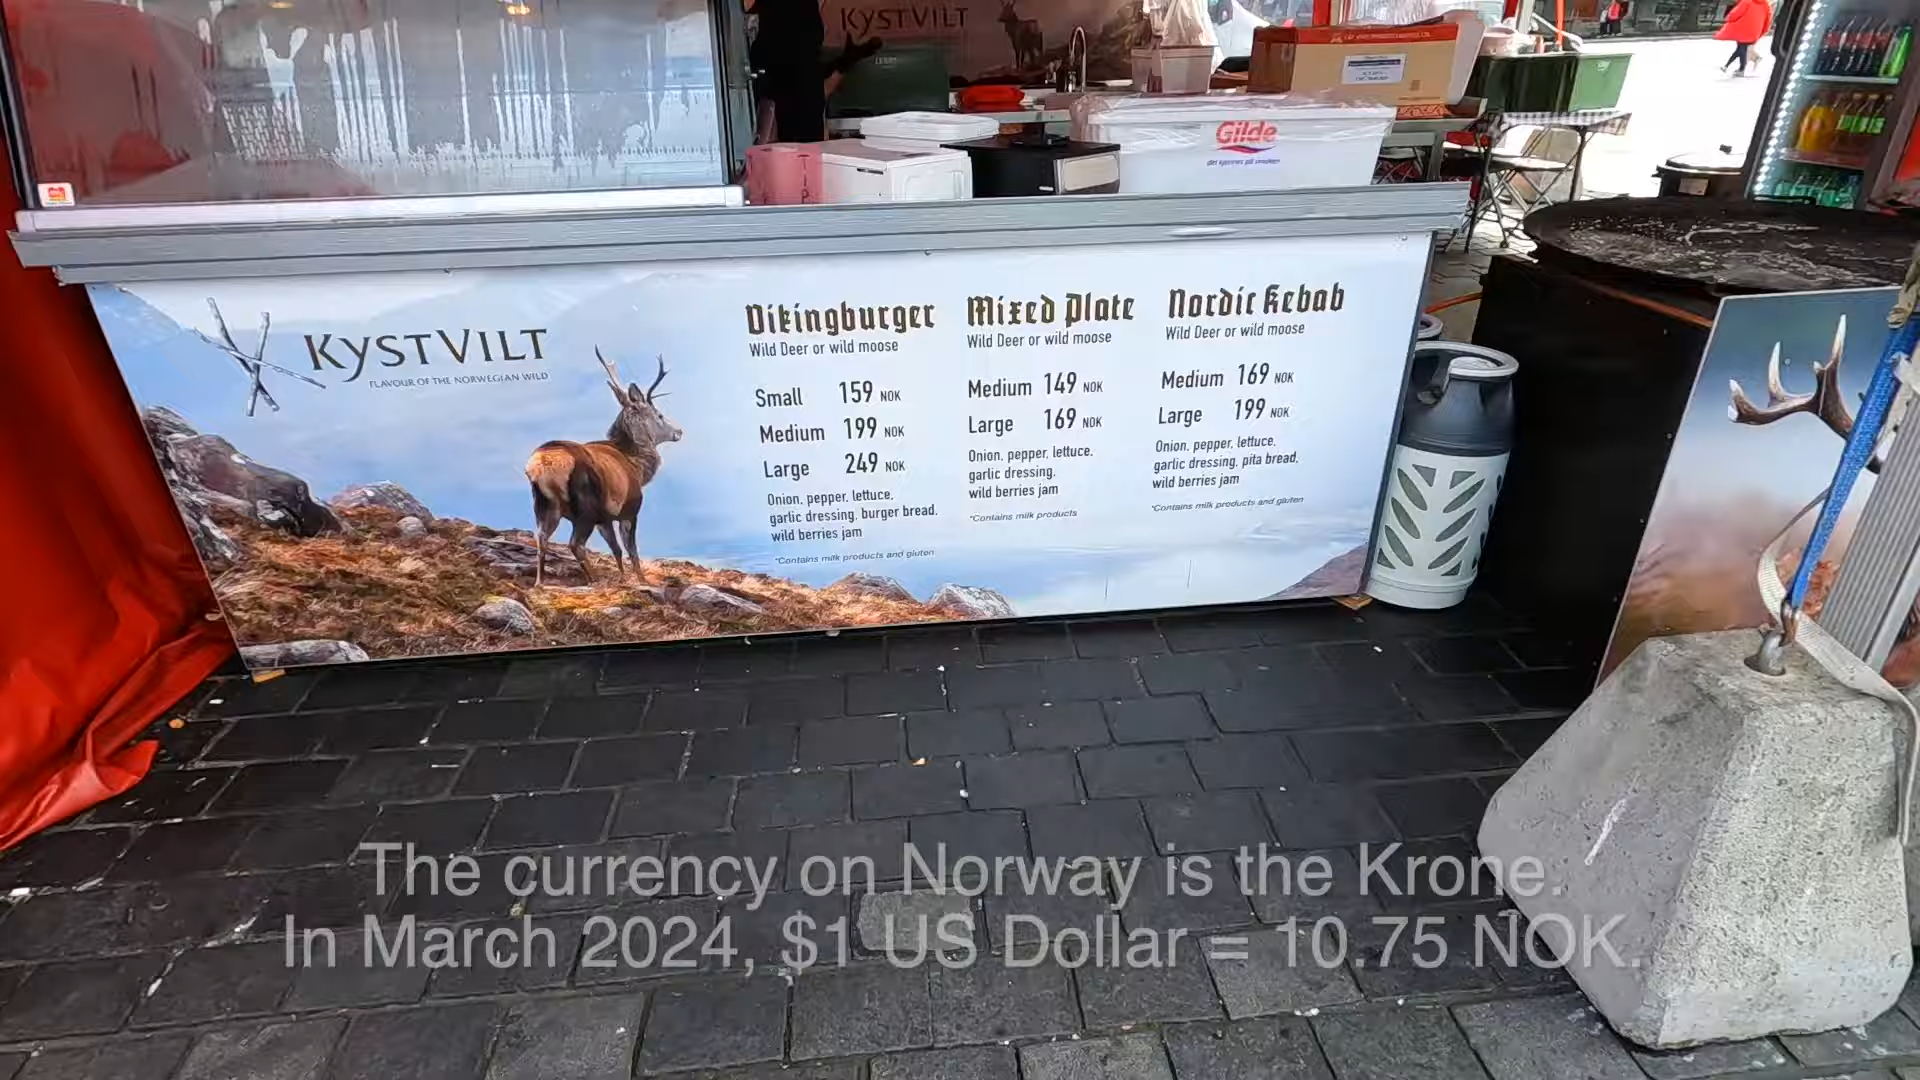 KYSTVILT
Gilde
KYSTVILT
FLAVOUR OF THE NORWEGIAN WILD
Vikingburger
Wild Deer or wild moose
Small 159 NOK
Medium 199 NOK
Large 249 NOK
Onion, pepper, lettuce,
garlic dressing, burger bread,
wild berries jam
*Contains milk products and gluten
Mixed Plate
Wild Deer or wild moose
Medium 149 NOK
Large 169 NOK
Onion, pepper, lettuce,
garlic dressing,
wild berries jam
*Contains milk products
Nordic Kebab
Wild Deer or wild moose
Medium 169 NOK
Large 199 NOK
Onion, pepper, lettuce,
garlic dressing, pita bread,
wild berries jam
*Contains milk products and gluten
The currency on Norway is the Krone.
In March 2024, $1 US Dollar = 10.75 NOK.